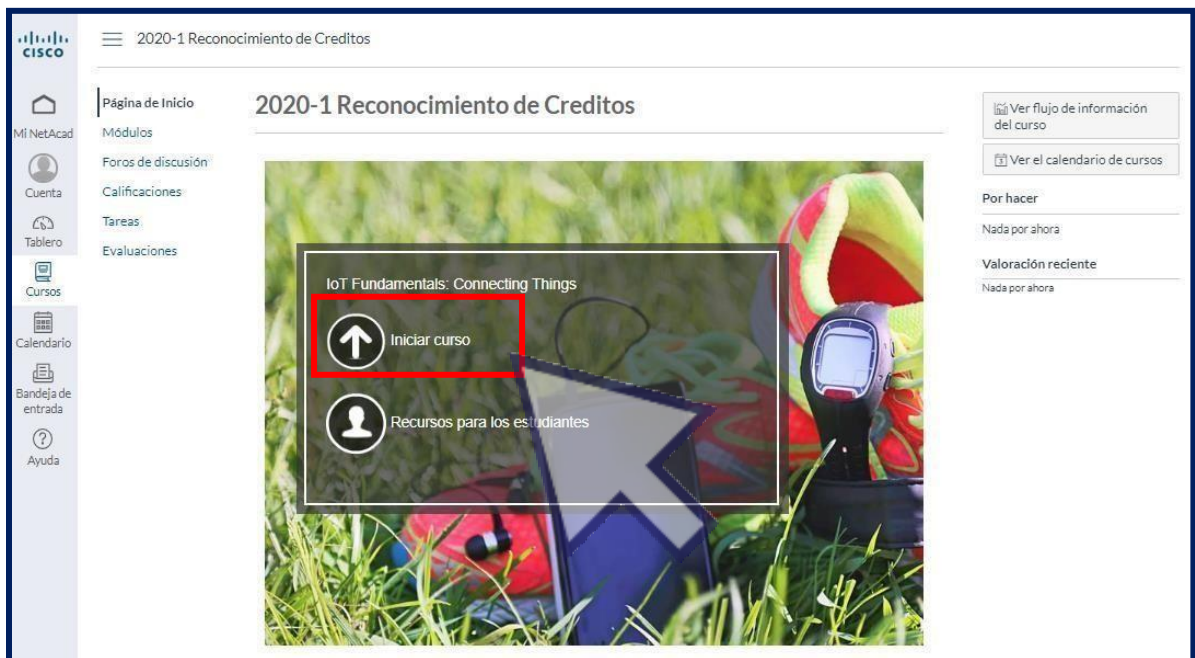 CISCO
2020-1 Reconocimiento de Creditos
Mi NetAcad
Cuenta
Tablero
Cursos
Calendario
Bandeja de
entrada
Ayuda
Página de Inicio
Módulos
Foros de discusión
Calificaciones
Tareas
Evaluaciones
2020-1 Reconocimiento de Creditos
IoT Fundamentals: Connecting Things
Iniciar curso
Recursos para los estudiantes
Ver flujo de información
del curso
Ver el calendario de cursos
Por hacer
Nada por ahora
Valoración reciente
Nada por ahora